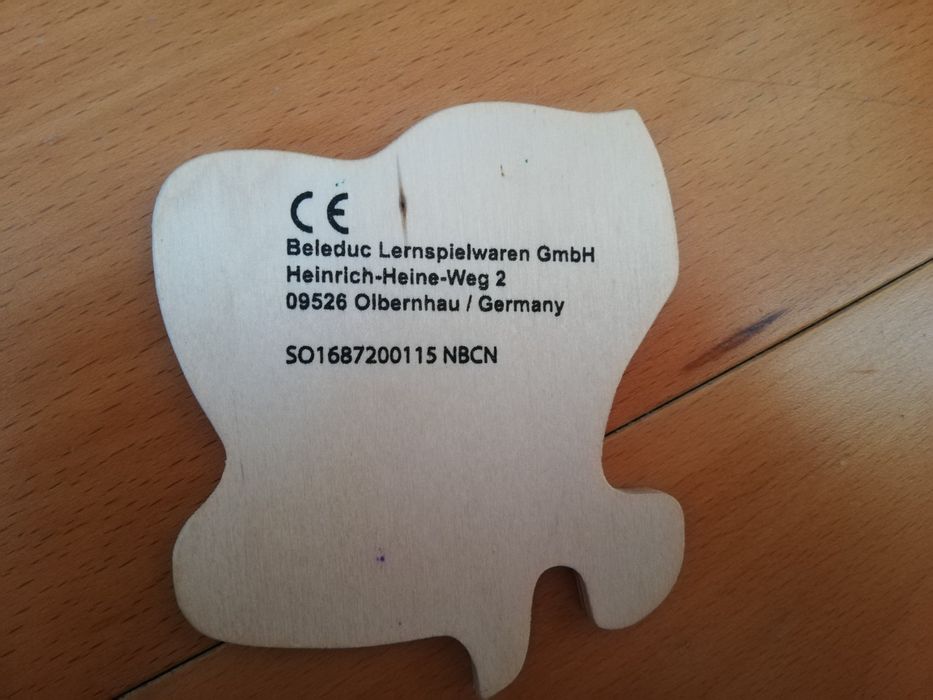 CE
Beleduc Lernspielwaren GmbH
Heinrich-Heine-Weg 2
09526 Olbernhau / Germany
SO1687200115 NBCN